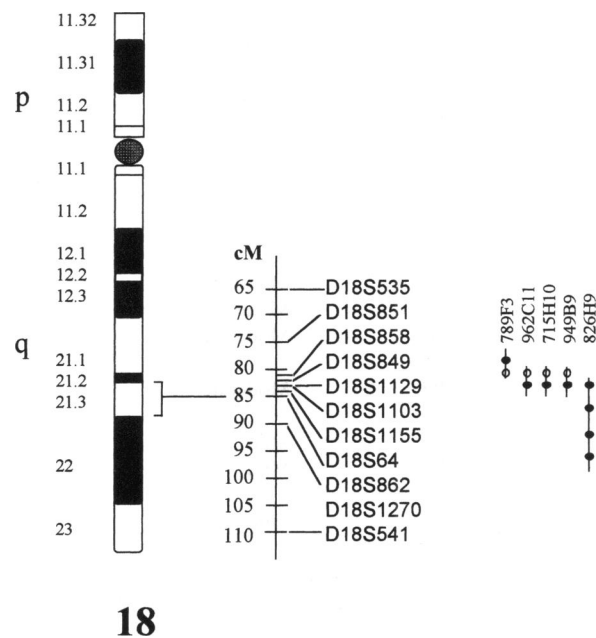 11.32
11.31
p
11.2
11.1
11.1
11.2
12.1
12.2
12.3
q
21.1
21.2
21.3
22
23
18
cM
65
70
75
80
85
90
95
100
105
110
D18S535
D18S851
D18S858
D18S849
D18S1129
D18S1103
D18S1155
D18S64
D18S862
D18S1270
D18S541
789F3
962C11
715H10
949B9
826H9